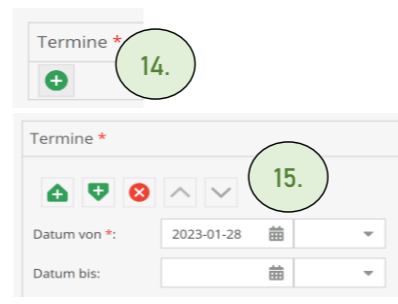 Termine *
14.
Termine *
15.
Datum von *:
2023-01-28
Datum bis: